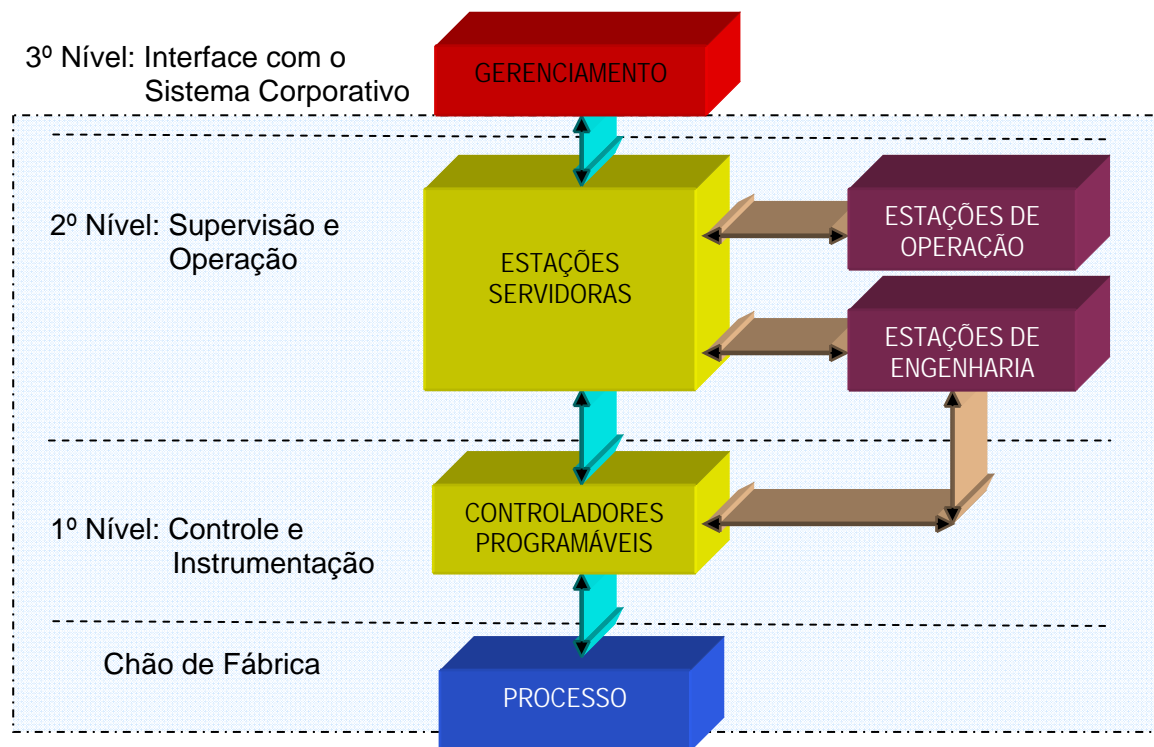 3º Nível: Interface com o
Sistema Corporativo
GERENCIAMENTO
2º Nível: Supervisão e
Operação
ESTAÇÕES
SERVIDORAS
ESTAÇÕES DE
OPERAÇÃO
ESTAÇÕES DE
ENGENHARIA
1º Nível: Controle e
Instrumentação
CONTROLADORES
PROGRAMÁVEIS
Chão de Fábrica
PROCESSO